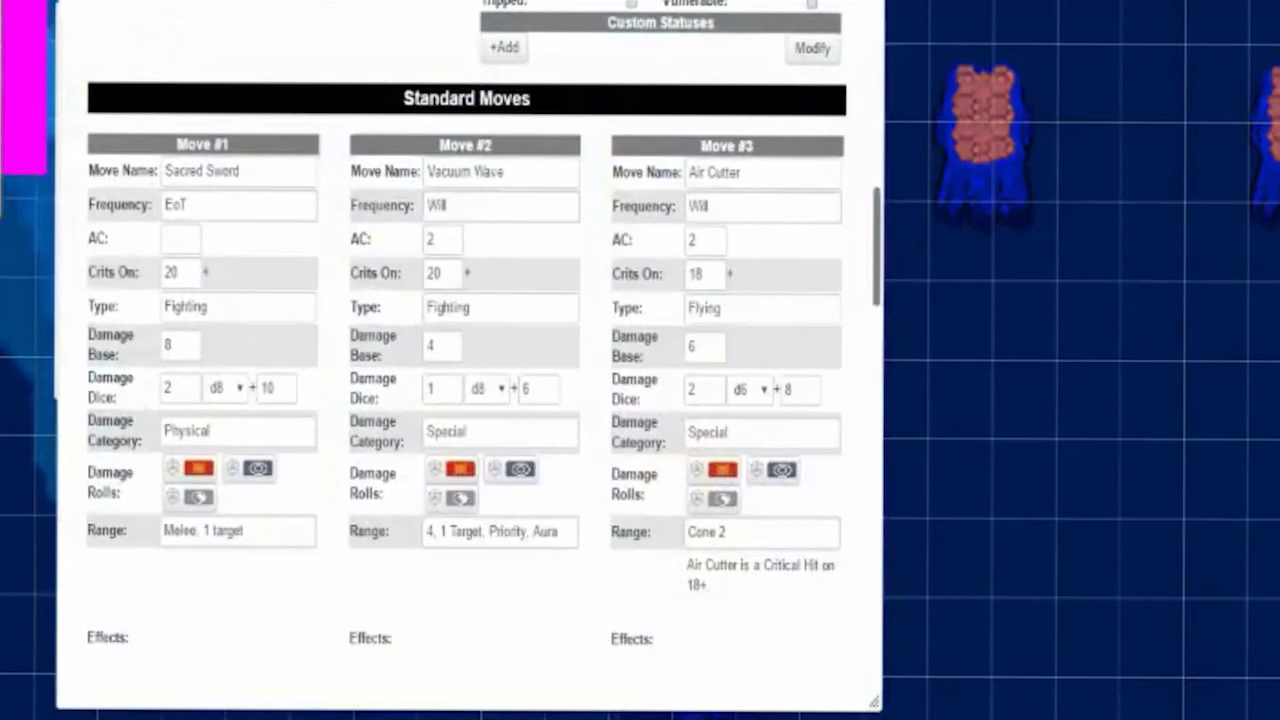 Tripped: Vulnerable:
Custom Statuses
+Add Modify
Standard Moves
Move #1 Move #2 Move #3
Move Name: Sacred Sword Move Name: Vacuum Wave Move Name: Air Cutter
Frequency: EoT Frequency: Will Frequency: Will
AC: AC: 2 AC: 2
Crits On: 20 + Crits On: 20 + Crits On: 18 +
Type: Fighting Type: Fighting Type: Flying
Damage Base: 8 Damage Base: 4 Damage Base: 6
Damage Dice: 2 d8 + 10 Damage Dice: 1 d8 + 6 Damage Dice: 2 d6 + 8
Damage Category: Physical Damage Category: Special Damage Category: Special
Damage Rolls: Damage Rolls: Damage Rolls:
Range: Melee, 1 target Range: 4, 1 Target, Priority, Aura Range: Cone 2
Air Cutter is a Critical Hit on
18+.
Effects: Effects: Effects: